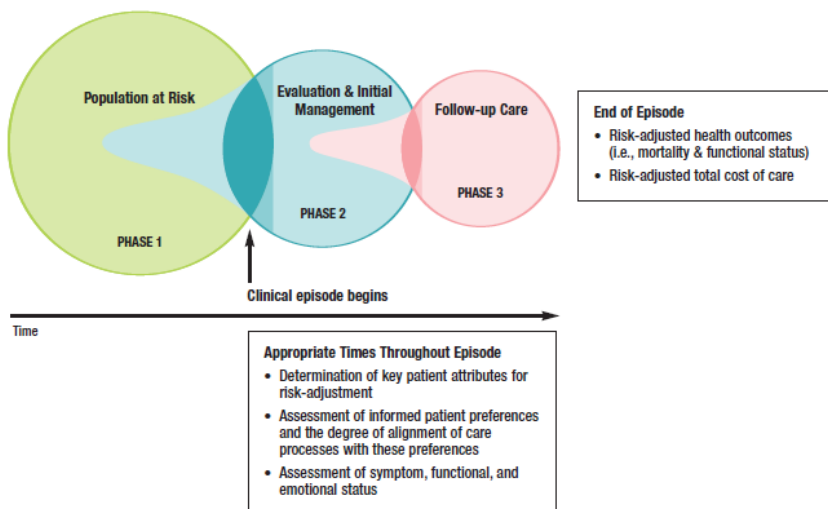 Population at Risk
PHASE 1
Evaluation & Initial
Management
PHASE 2
Follow-up Care
PHASE 3
End of Episode
• Risk-adjusted health outcomes
(i.e., mortality & functional status)
• Risk-adjusted total cost of care
Clinical episode begins
Time
Appropriate Times Throughout Episode
• Determination of key patient attributes for
risk-adjustment
• Assessment of informed patient preferences
and the degree of alignment of care
processes with these preferences
• Assessment of symptom, functional, and
emotional status